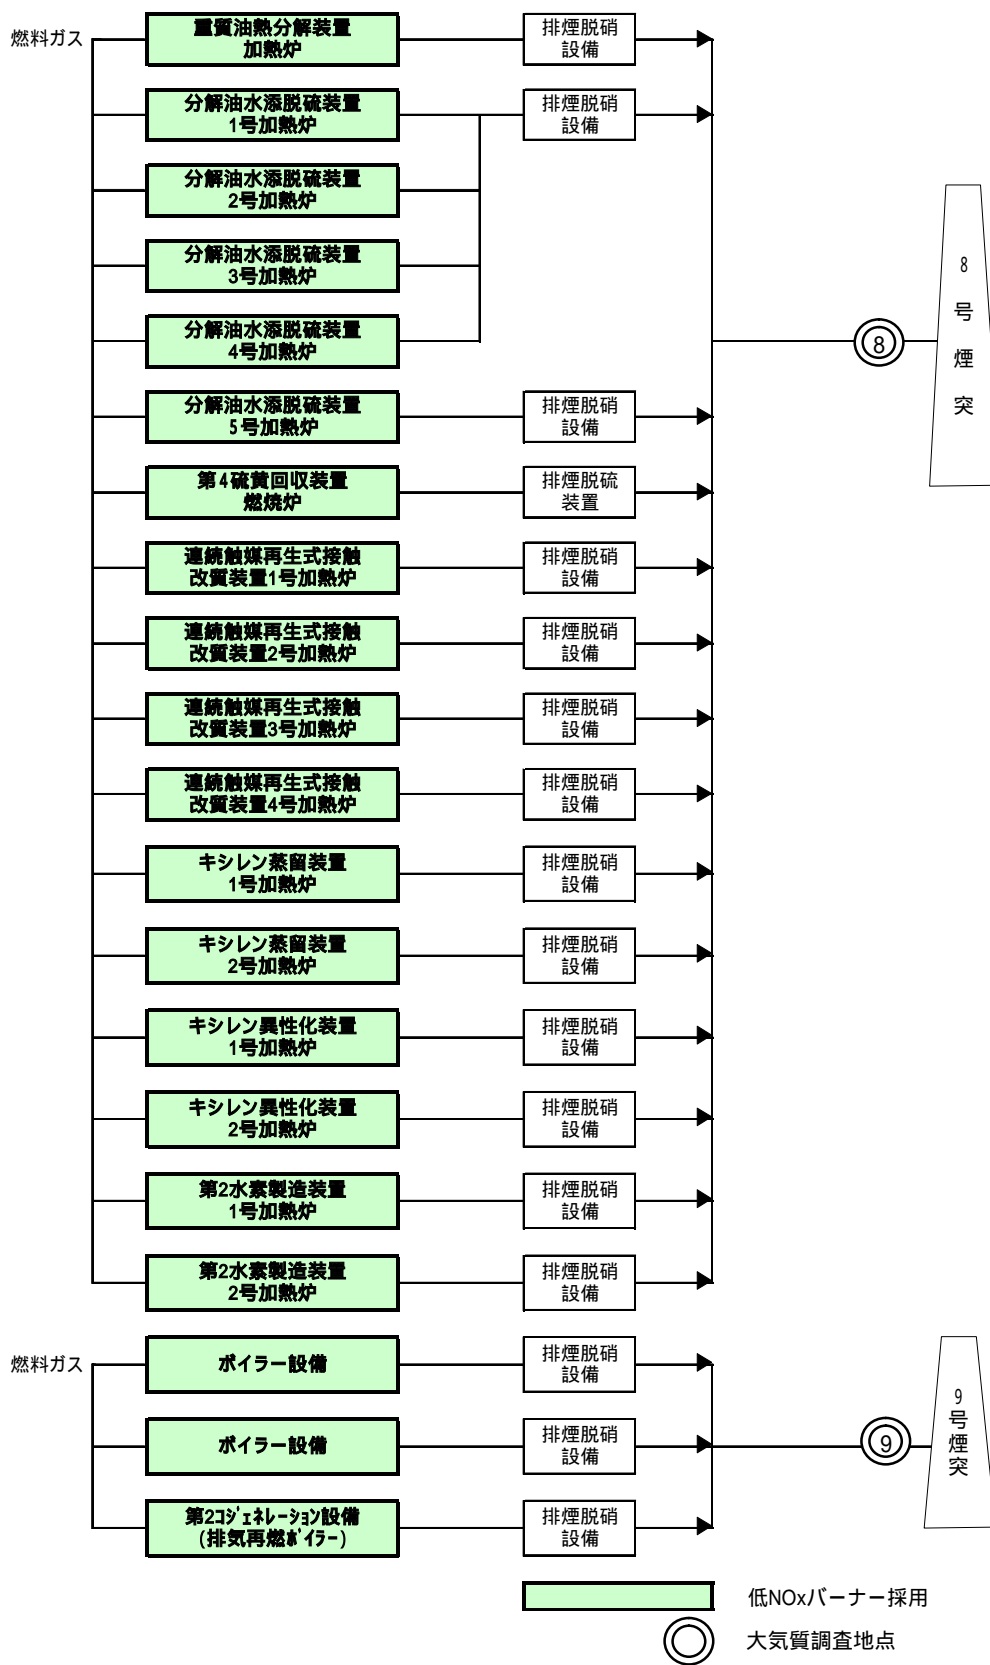 燃料ガス
重質油熱分解装置
加熱炉
排煙脱硝
設備
分解油水添脱硫装置
1号加熱炉
排煙脱硝
設備
分解油水添脱硫装置
2号加熱炉
分解油水添脱硫装置
3号加熱炉
分解油水添脱硫装置
4号加熱炉
8
8
号
煙
突
分解油水添脱硫装置
5号加熱炉
排煙脱硝
設備
第4硫黄回収装置
燃焼炉
排煙脱硫
装置
連続触媒再生式接触
改質装置1号加熱炉
排煙脱硝
設備
連続触媒再生式接触
改質装置2号加熱炉
排煙脱硝
設備
連続触媒再生式接触
改質装置3号加熱炉
排煙脱硝
設備
連続触媒再生式接触
改質装置4号加熱炉
排煙脱硝
設備
キシレン蒸留装置
1号加熱炉
排煙脱硝
設備
キシレン蒸留装置
2号加熱炉
排煙脱硝
設備
キシレン異性化装置
1号加熱炉
排煙脱硝
設備
キシレン異性化装置
2号加熱炉
排煙脱硝
設備
第2水素製造装置
1号加熱炉
排煙脱硝
設備
第2水素製造装置
2号加熱炉
排煙脱硝
設備
燃料ガス
ボイラー設備
排煙脱硝
設備
ボイラー設備
排煙脱硝
設備
9
9
号
煙
突
第2ｺｼﾞｪﾈﾚｰｼｮﾝ設備
(排気再燃ﾎﾞｲﾗｰ)
排煙脱硝
設備
低NOxバーナー採用
大気質調査地点